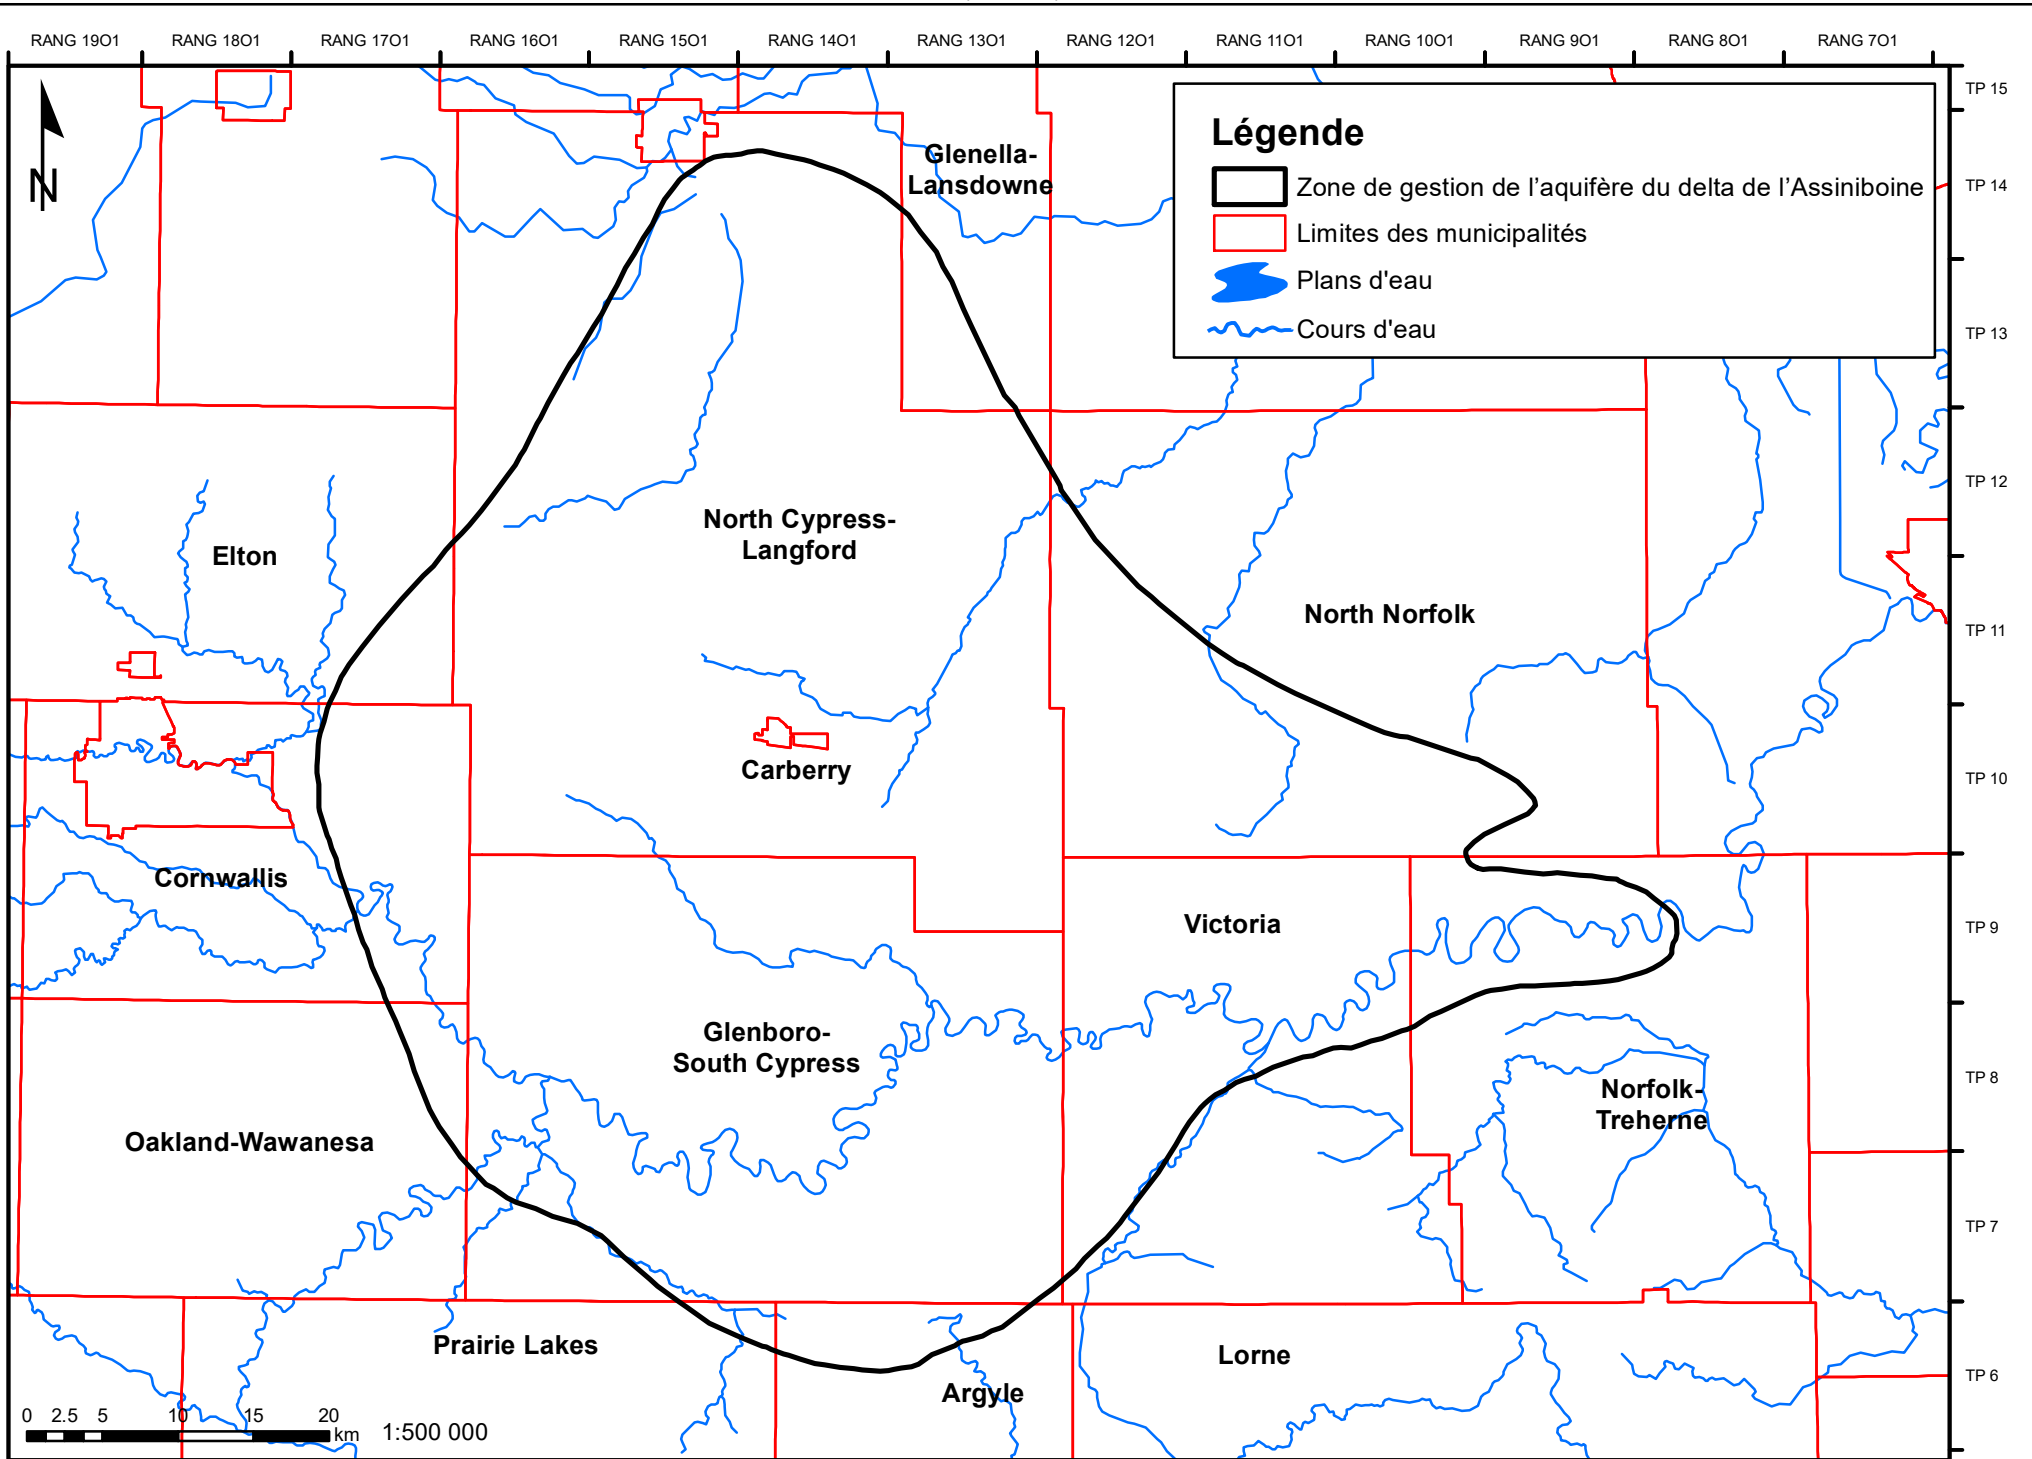 RANG 19O1 RANG 18O1 RANG 17O1 RANG 16O1 RANG 15O1 RANG 14O1 RANG 13O1 RANG 12O1 RANG 11O1 RANG 10O1 RANG 9O1 RANG 8O1 RANG 7O1
TP 15
Légende
Zone de gestion de l’aquifère du delta de l’Assiniboine
Limites des municipalités
Plans d'eau
Cours d'eau
N
Glenella-
Lansdowne
TP 14
TP 13
TP 12
North Cypress-
Langford
Elton
North Norfolk
TP 11
Carberry
TP 10
Cornwallis
Victoria
TP 9
Glenboro-
South Cypress
TP 8
Norfolk-
Treherne
Oakland-Wawanesa
TP 7
Prairie Lakes
Lorne
TP 6
Argyle
0 2.5 5 10 15 20
km
1:500 000